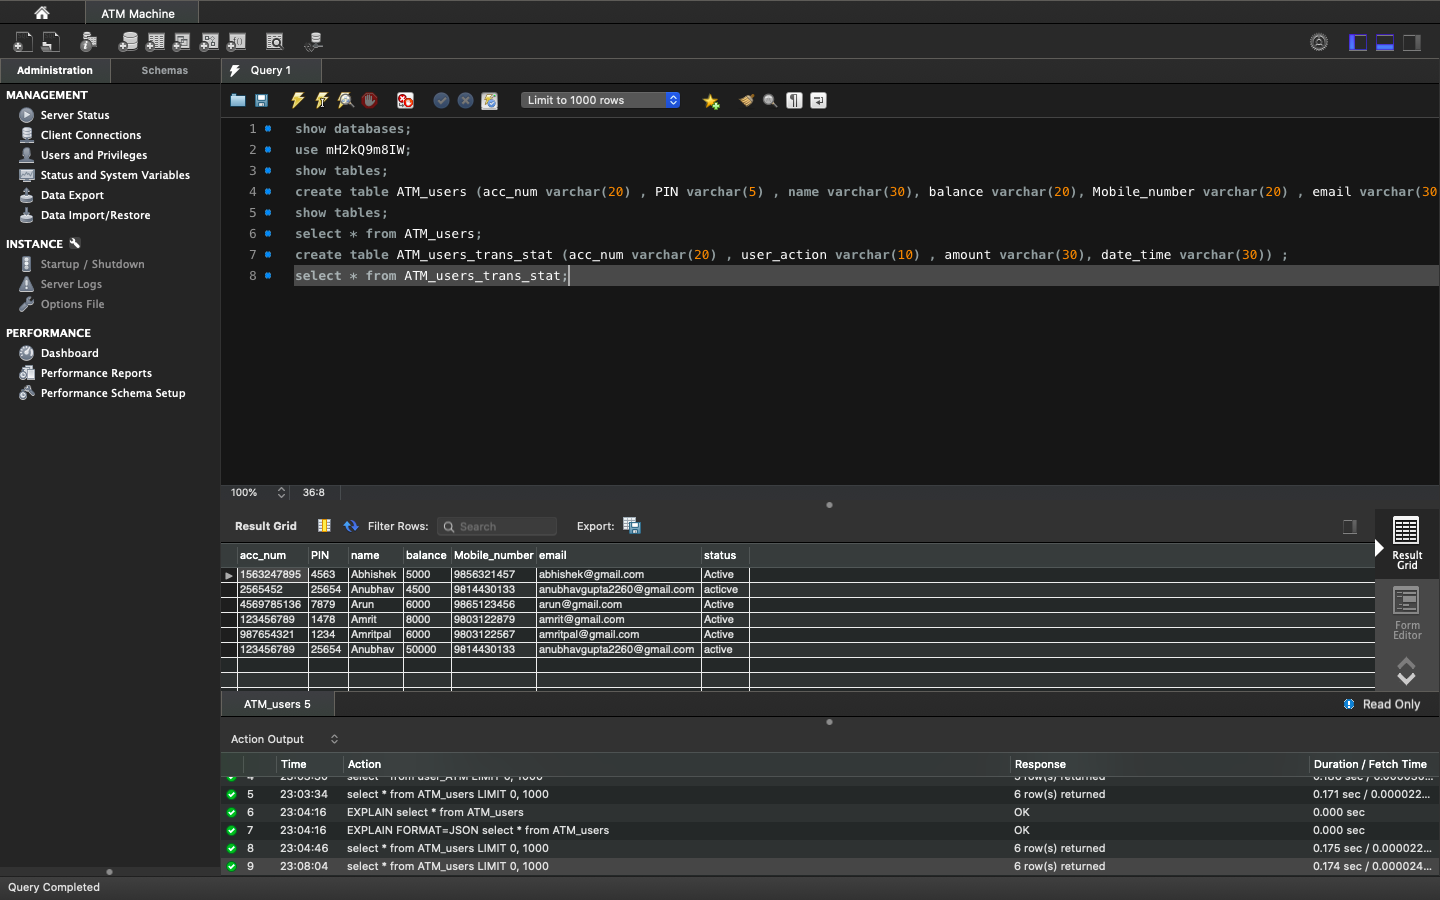 ATM Machine
Administration
Schemas
Query 1
MANAGEMENT
Server Status
Client Connections
Users and Privileges
Status and System Variables
Data Export
Data Import/Restore
INSTANCE
Startup / Shutdown
Server Logs
Options File
PERFORMANCE
Dashboard
Performance Reports
Performance Schema Setup
Limit to 1000 rows
1 show databases;
2 use mH2kQ9m8IW;
3 show tables;
4 create table ATM_users (acc_num varchar(20) , PIN varchar(5) , name varchar(30), balance varchar(20), Mobile_number varchar(20) , email varchar(30
5 show tables;
6 select * from ATM_users;
7 create table ATM_users_trans_stat (acc_num varchar(20) , user_action varchar(10) , amount varchar(30), date_time varchar(30)) ;
8 select * from ATM_users_trans_stat;
100% 36:8
Result Grid Filter Rows: Search Export:
acc_num PIN name balance Mobile_number email status
1563247895 4563 Abhishek 5000 9856321457 abhishek@gmail.com Active
2565452 25654 Anubhav 4500 9814430133 anubhavgupta2260@gmail.com acticve
4569785136 7879 Arun 6000 9865123456 arun@gmail.com Active
123456789 1478 Amrit 8000 9803122879 amrit@gmail.com Active
987654321 1234 Amritpal 6000 9803122567 amritpal@gmail.com Active
123456789 25654 Anubhav 50000 9814430133 anubhavgupta2260@gmail.com active
Result
Grid
Form
Editor
ATM_users 5
Read Only
Action Output
Time Action Response Duration / Fetch Time
4 23:03:30 select * from user_ATM LIMIT 0, 1000 row(s) returned
5 23:03:34 select * from ATM_users LIMIT 0, 1000 6 row(s) returned 0.171 sec / 0.000022...
6 23:04:16 EXPLAIN select * from ATM_users OK 0.000 sec
7 23:04:16 EXPLAIN FORMAT=JSON select * from ATM_users OK 0.000 sec
8 23:04:46 select * from ATM_users LIMIT 0, 1000 6 row(s) returned 0.175 sec / 0.000022...
9 23:08:04 select * from ATM_users LIMIT 0, 1000 6 row(s) returned 0.174 sec / 0.000024...
Query Completed